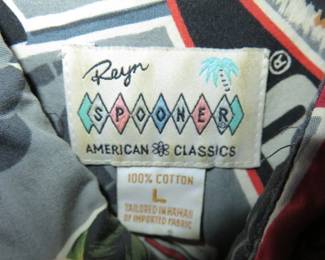 Reyn
SPOONER
®
AMERICAN CLASSICS
100% COTTON
L
TAILORED IN HAWAII
OF IMPORTED FABRIC